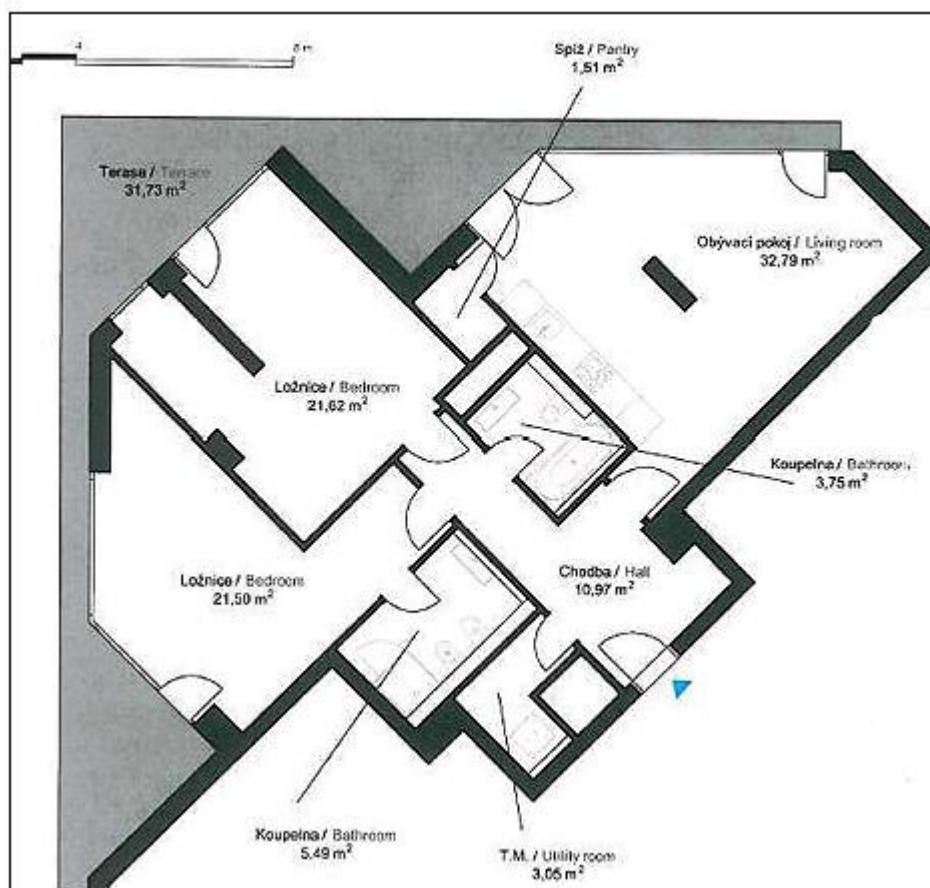 4
8 m
Spíž / Pantry
1,51 m²
Terasa / Terrace
31,73 m²
Obývací pokoj / Living room
32,79 m²
Ložnice / Bedroom
21,62 m²
Koupelna / Bathroom
3,75 m²
Ložnice / Bedroom
21,50 m²
Chodba / Hall
10,97 m²
Koupelna / Bathroom
5,49 m²
T.M. / Utility room
3,05 m²